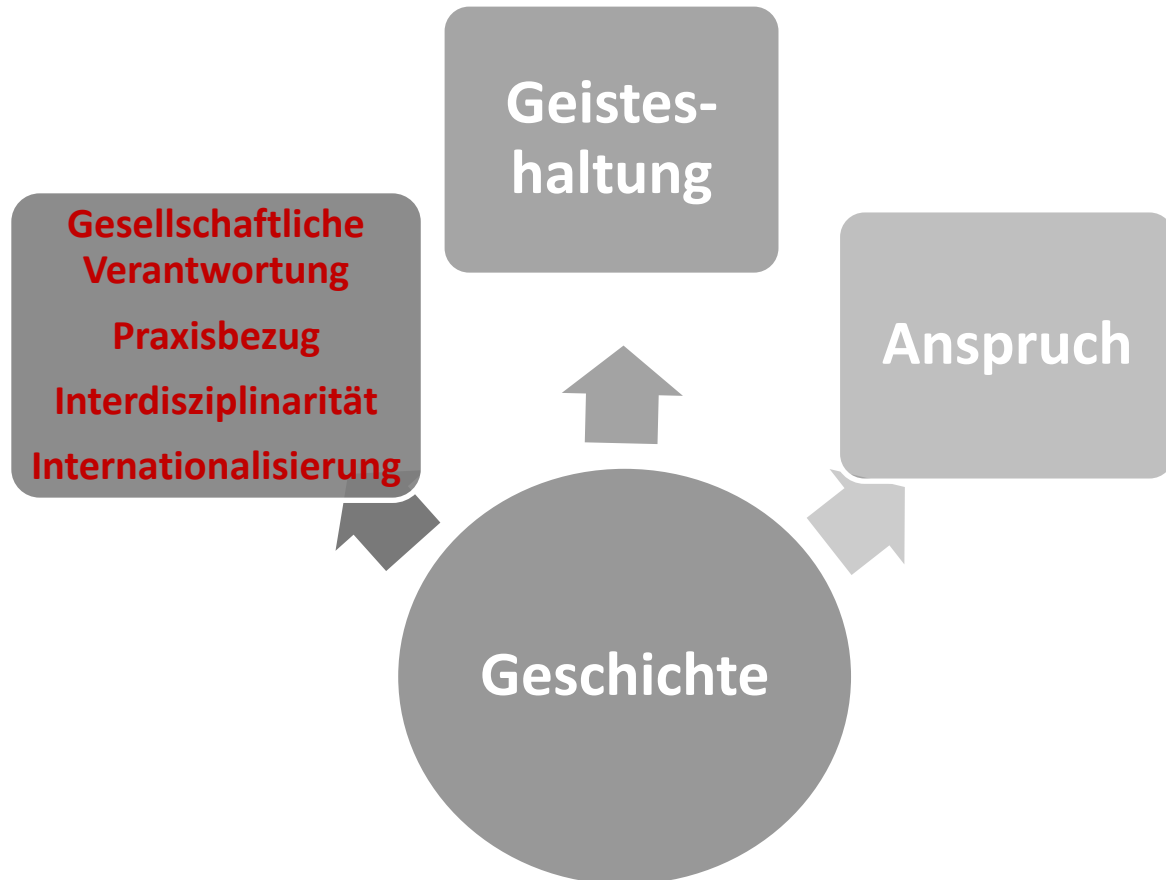 Geistes-
haltung
Gesellschaftliche
Verantwortung
Praxisbezug
Interdisziplinarität
Internationalisierung
Anspruch
Geschichte